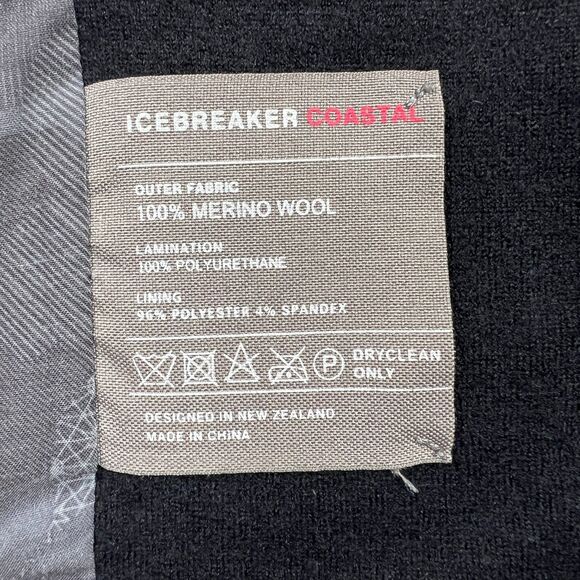 ICEBREAKER COASTAL
OUTER FABRIC
100% MERINO WOOL
LAMINATION
100% POLYURETHANE
LINING
96% POLYESTER 4% SPANDEX
P DRYCLEAN
ONLY
DESIGNED IN NEW ZEALAND
MADE IN CHINA